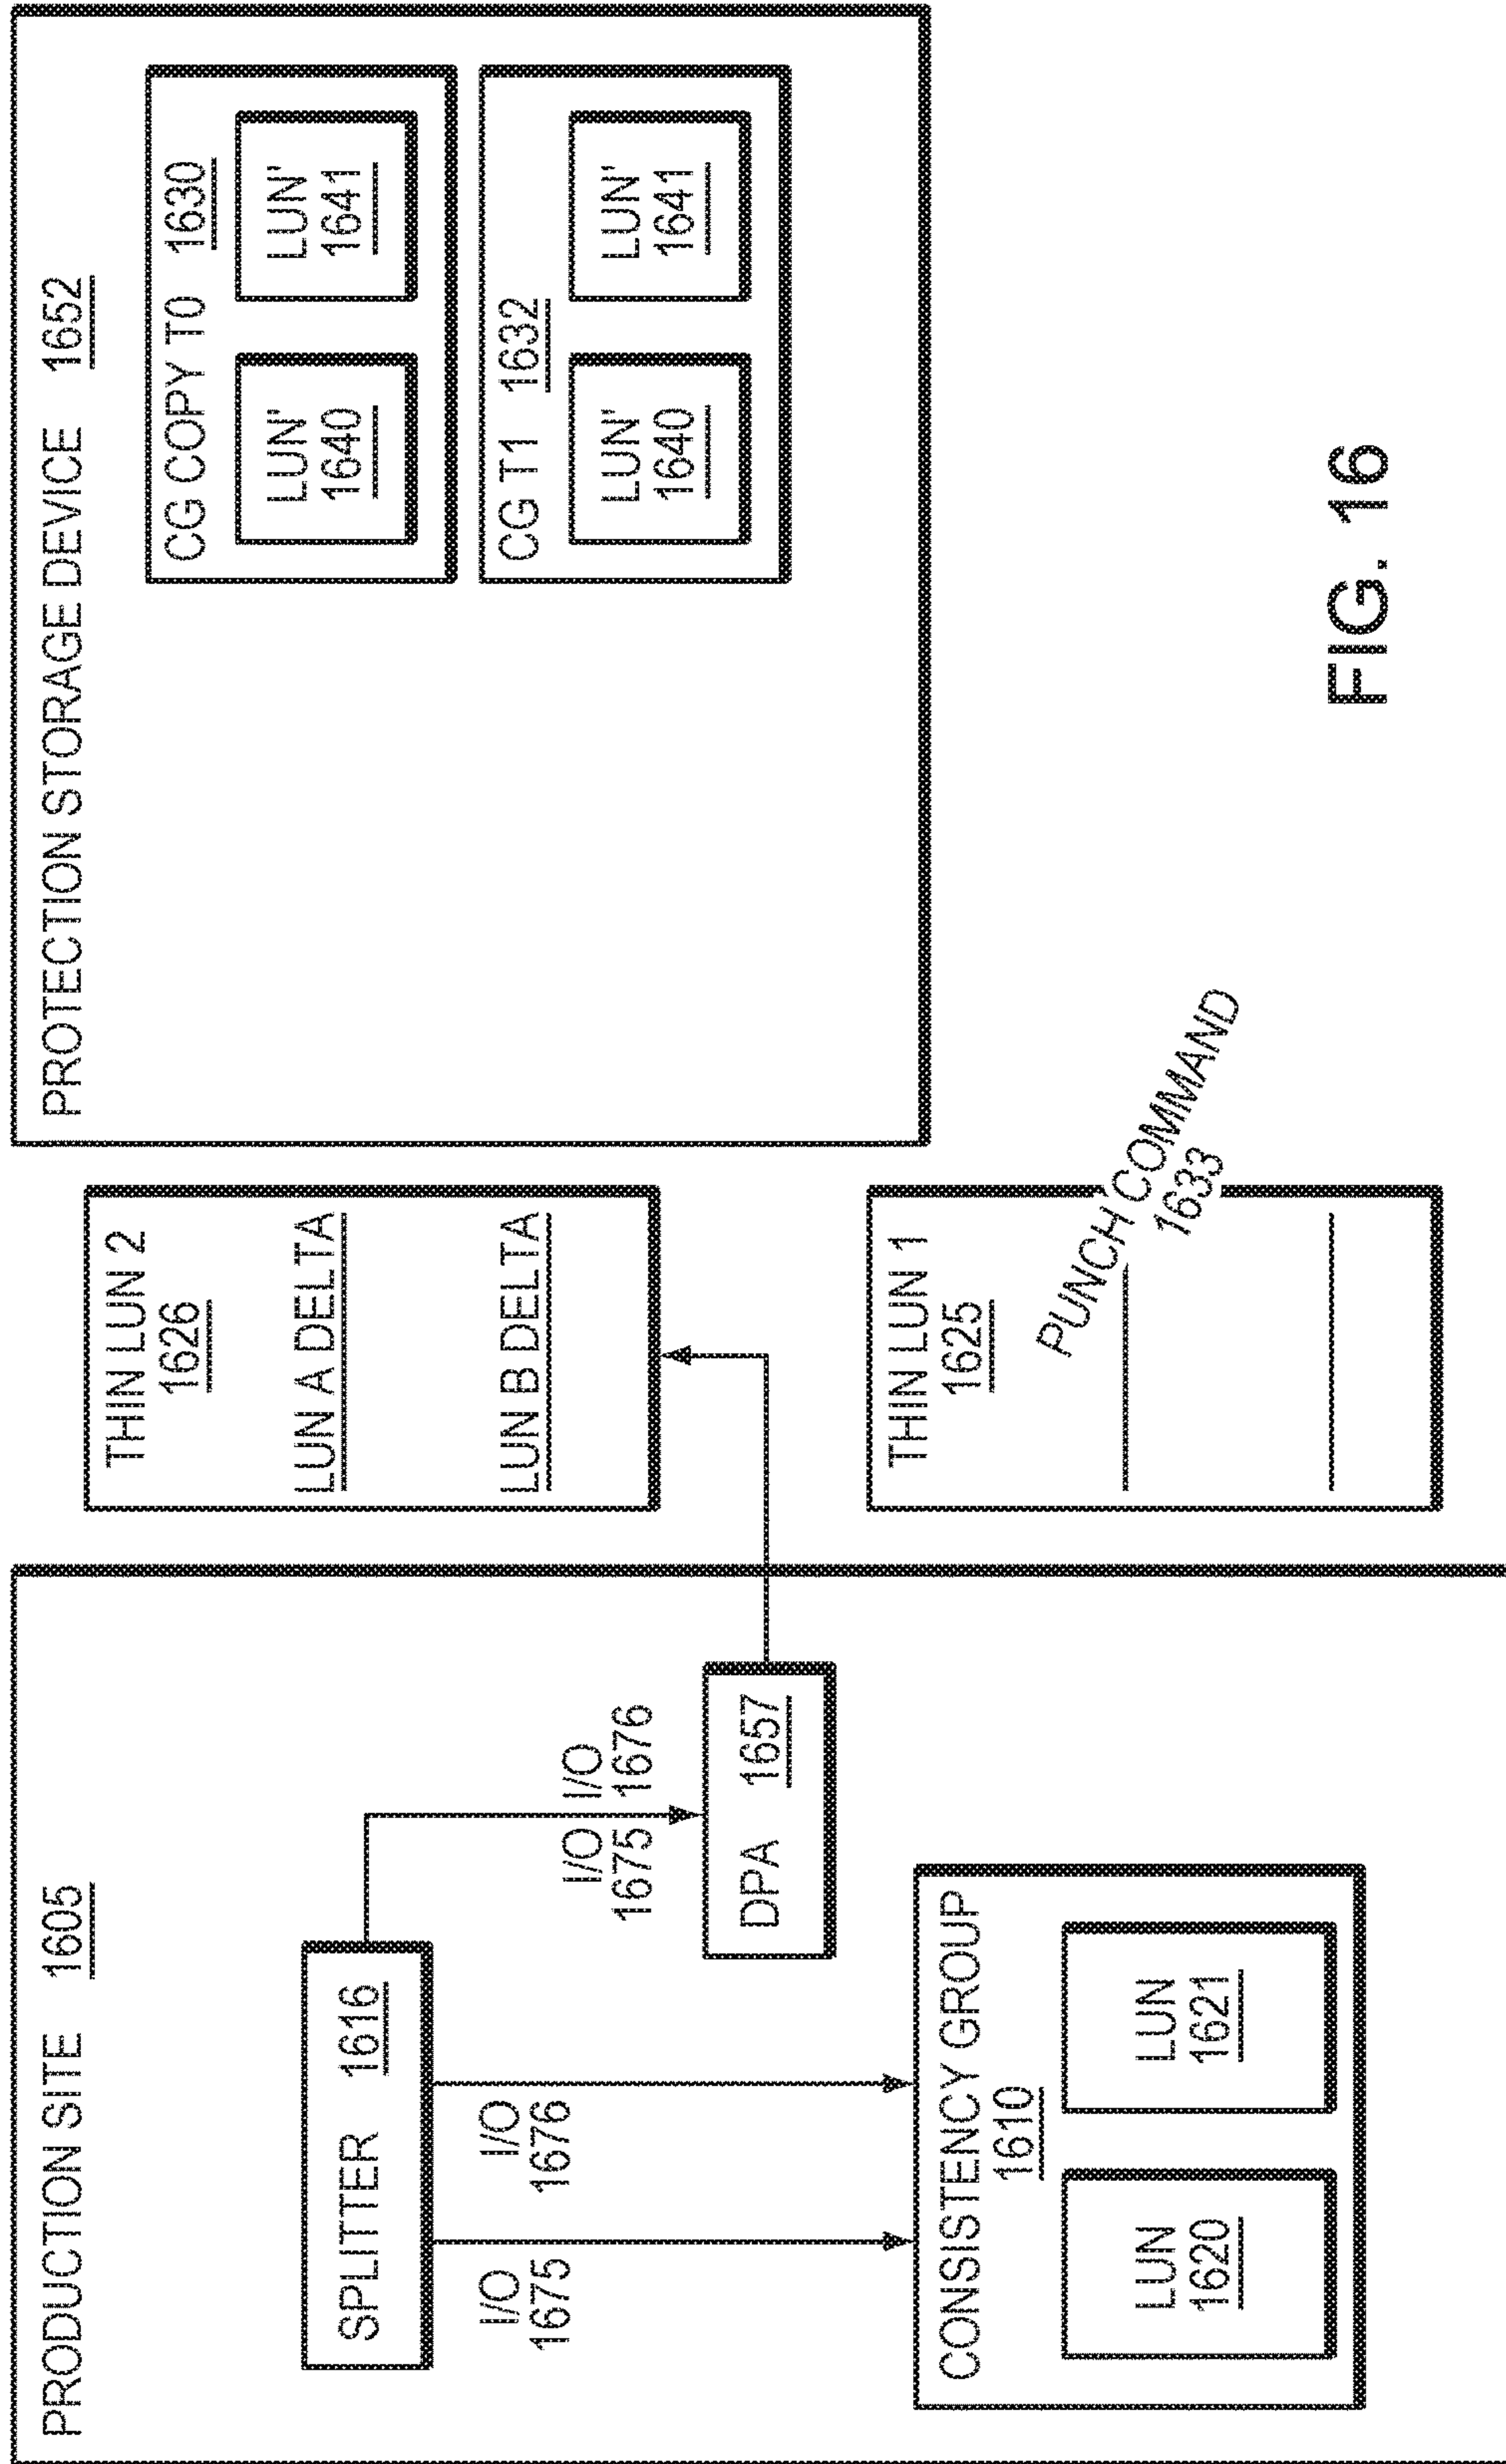 PRODUCTION SITE 1605
SPLITTER 1616
I/O
1675
I/O
1676
I/O I/O
1675 1676
DPA 1657
CONSISTENCY GROUP
1610
LUN
1620
LUN
1621
THIN LUN 2
1626
LUN A DELTA
LUN B DELTA
THIN LUN 1
1625
PUNCH COMMAND
1633
PROTECTION STORAGE DEVICE 1652
CG COPY T0 1630
LUN'
1640
LUN'
1641
CG T1 1632
LUN'
1640
LUN'
1641
FIG. 16